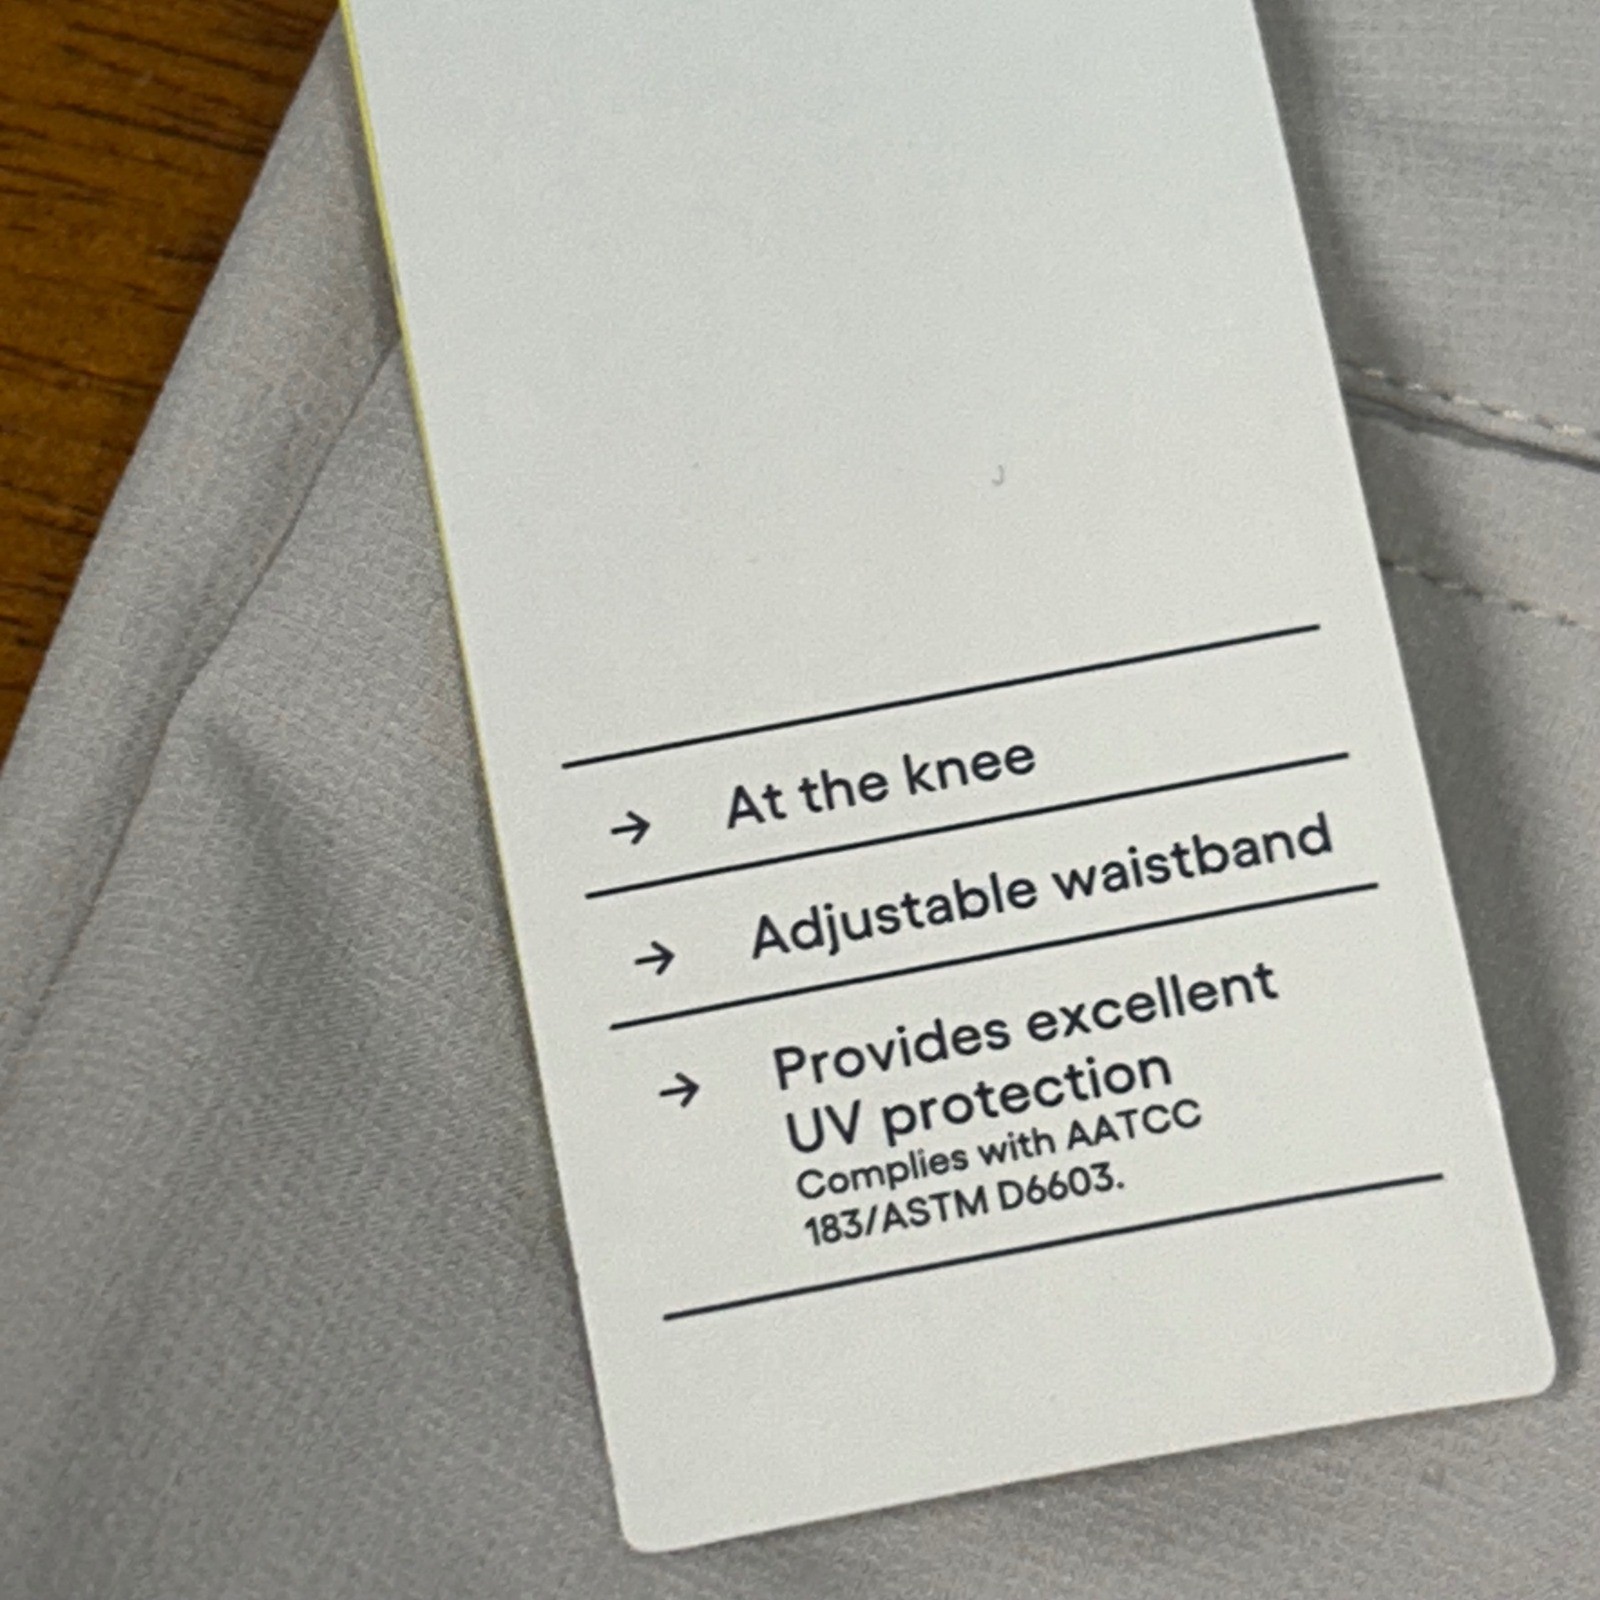 → At the knee
→ Adjustable waistband
→ Provides excellent
UV protection
Complies with AATCC
183/ASTM D6603.